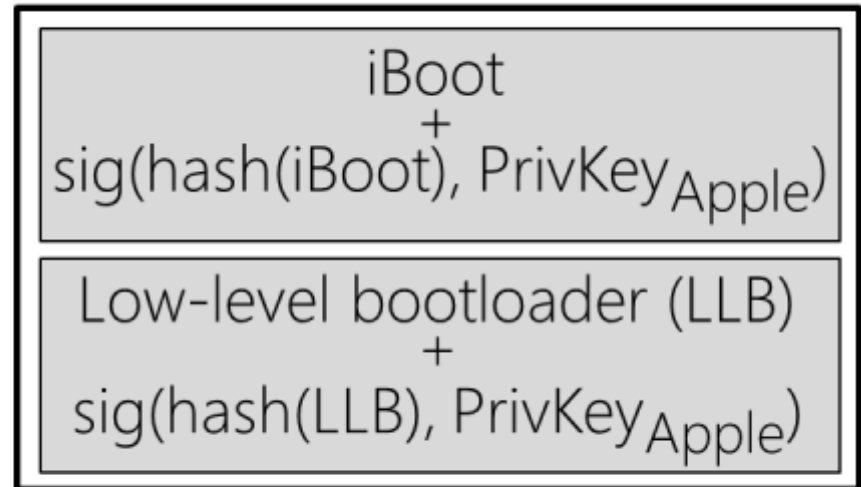 iBoot
+
sig(hash(iBoot), PrivKeyApple)
Low-level bootloader (LLB)
+
sig(hash(LLB), PrivKeyApple)